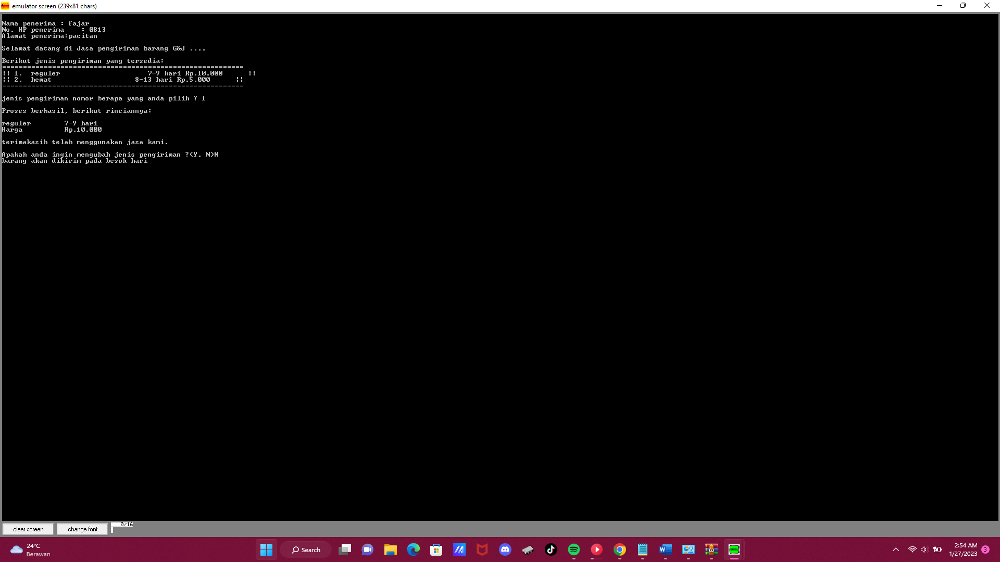 emulator screen (239x81 chars)
Nama penerima : fajar
No. HP penerima    : 0813
Alamat penerima:pacitan
Selamat datang di Jasa pengiriman barang G&J ....
Berikut jenis pengiriman yang tersedia:
==========================================================
|| 1.  reguler                     7-9 hari Rp.10.000      ||
|| 2.  hemat                    8-13 hari Rp.5.000      ||
==========================================================
jenis pengiriman nomor berapa yang anda pilih ? 1
Proses berhasil, berikut rinciannya:
reguler        7-9 hari
Harga          Rp.10.000
terimakasih telah menggunakan jasa kami.
Apakah anda ingin mengubah jenis pengiriman ?(Y, N)N
barang akan dikirim pada besok hari
clear screen
change font
0/16
24°C
Berawan
Search
2:54 AM
1/27/2023
3